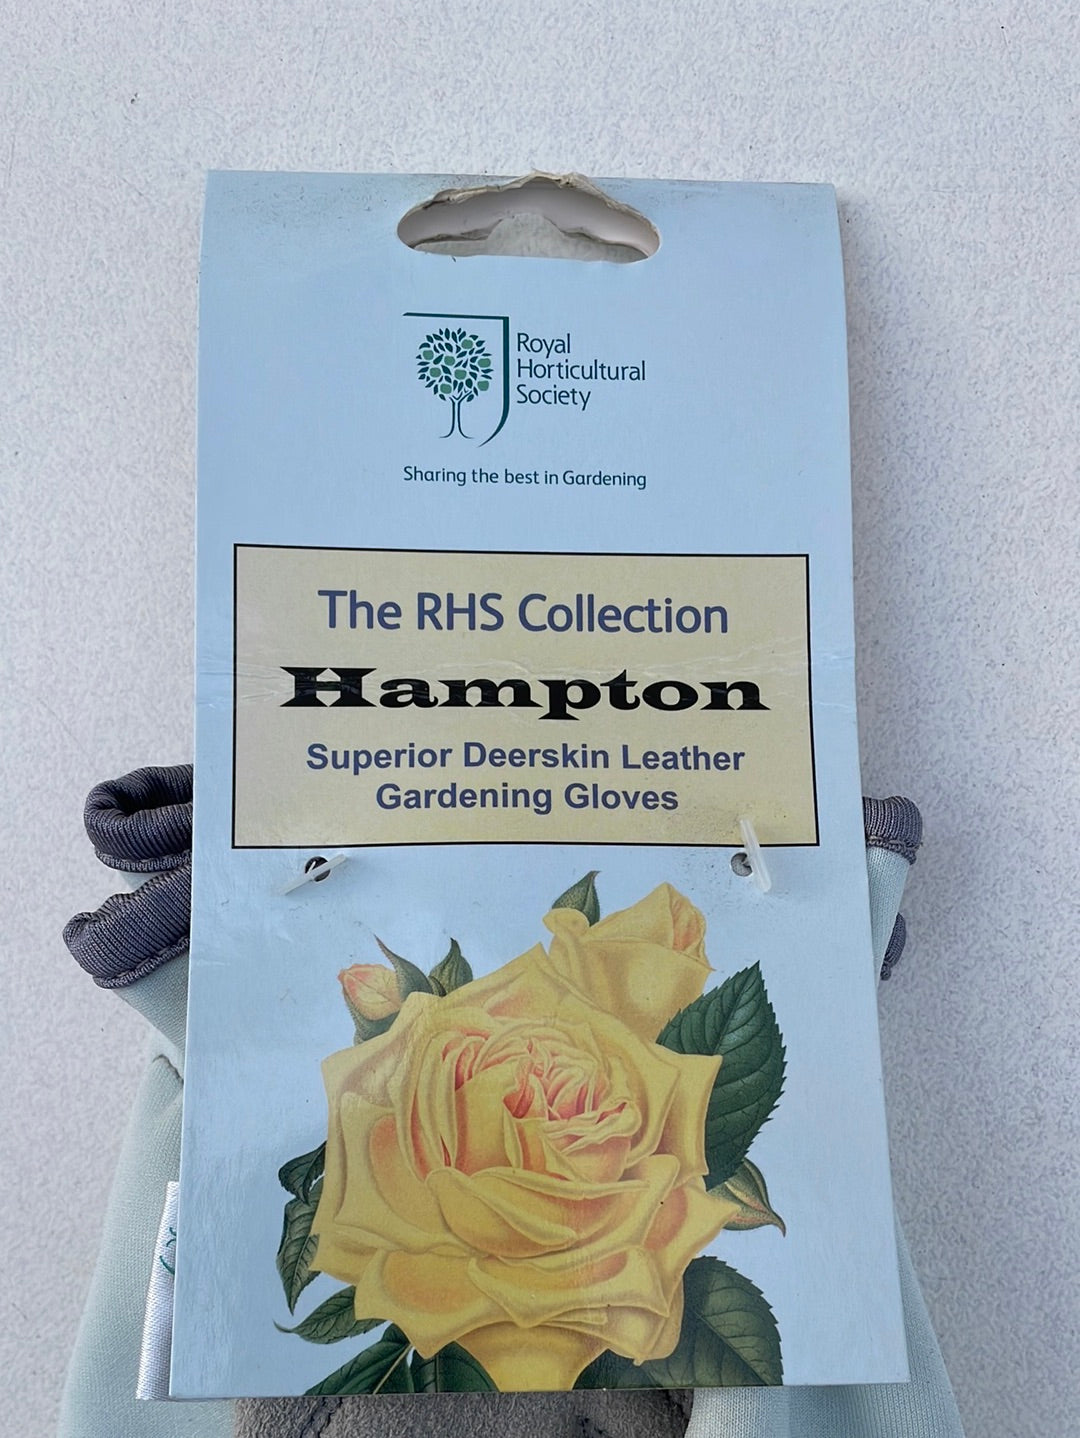 Royal
Horticultural
Society
Sharing the best in Gardening
The RHS Collection
Hampton
Superior Deerskin Leather
Gardening Gloves